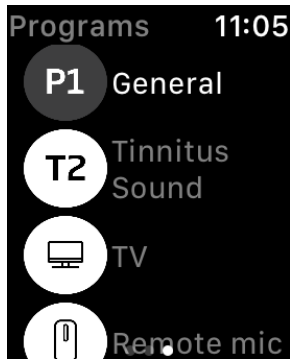 Programs 11:05
P1 General
T2 Tinnitus
Sound
TV
Remote mic